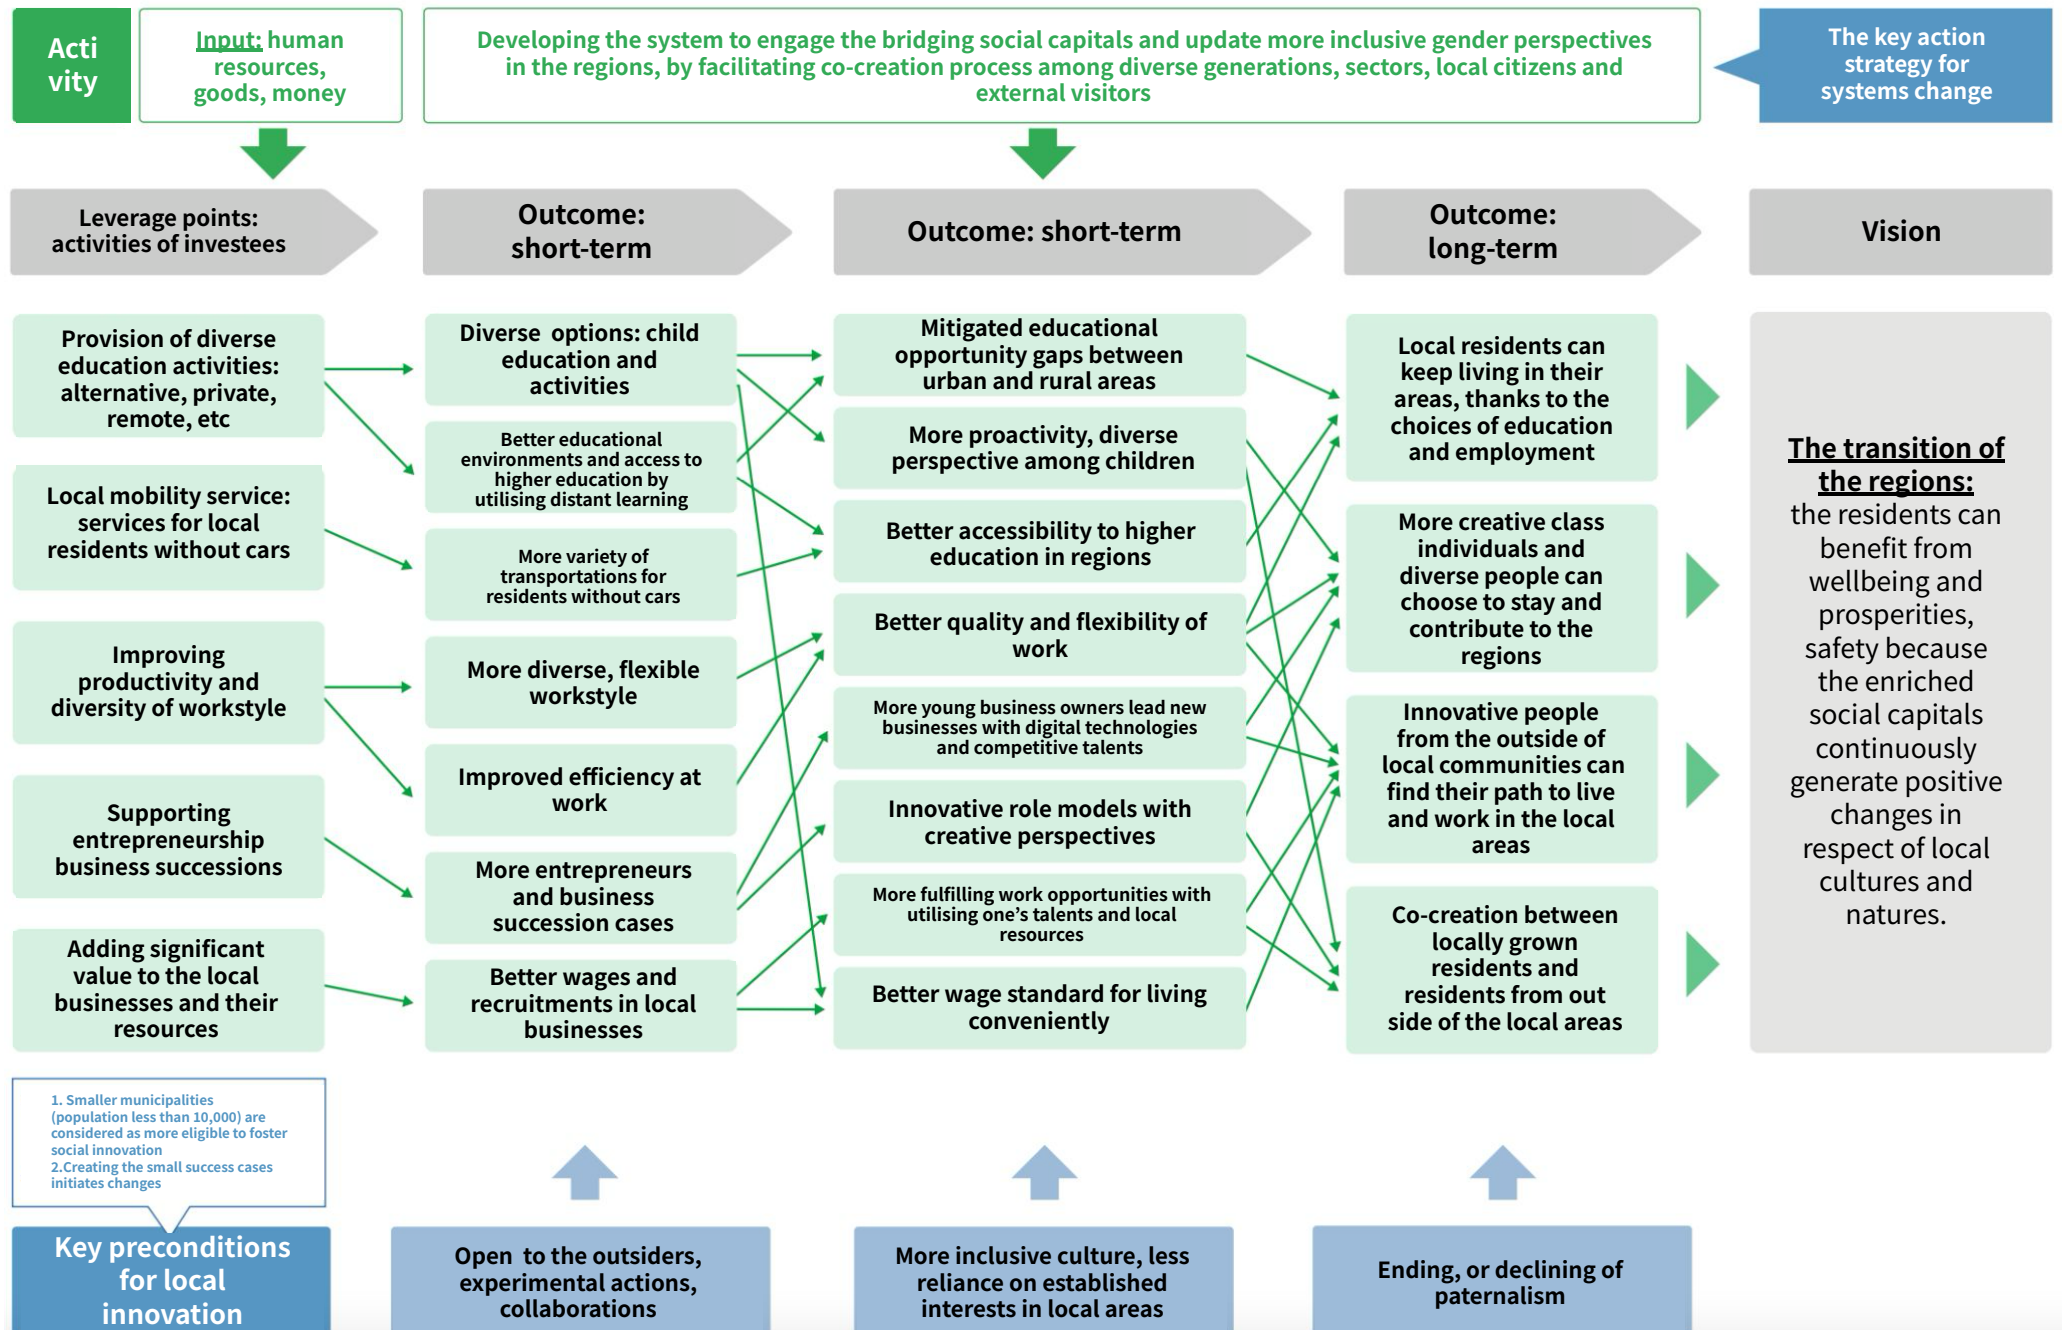 Acti
vity
Input: human
resources,
goods, money
Developing the system to engage the bridging social capitals and update more inclusive gender perspectives
in the regions, by facilitating co-creation process among diverse generations, sectors, local citizens and
external visitors
The key action
strategy for
systems change
Leverage points:
activities of investees
Outcome:
short-term
Outcome: short-term
Outcome:
long-term
Vision
Provision of diverse
education activities:
alternative, private,
remote, etc
Local mobility service:
services for local
residents without cars
Improving
productivity and
diversity of workstyle
Supporting
entrepreneurship
business successions
Adding significant
value to the local
businesses and their
resources
Diverse  options: child
education and
activities
Better educational
environments and access to
higher education by
utilising distant learning
More variety of
transportations for
residents without cars
More diverse, flexible
workstyle
Improved efficiency at
work
More entrepreneurs
and business
succession cases
Better wages and
recruitments in local
businesses
Mitigated educational
opportunity gaps between
urban and rural areas
More proactivity, diverse
perspective among children
Better accessibility to higher
education in regions
Better quality and flexibility of
work
More young business owners lead new
businesses with digital technologies
and competitive talents
Innovative role models with
creative perspectives
More fulfilling work opportunities with
utilising one’s talents and local
resources
Better wage standard for living
conveniently
Local residents can
keep living in their
areas, thanks to the
choices of education
and employment
More creative class
individuals and
diverse people can
choose to stay and
contribute to the
regions
Innovative people
from the outside of
local communities can
find their path to live
and work in the local
areas
Co-creation between
locally grown
residents and
residents from out
side of the local areas
The transition of
the regions:
the residents can
benefit from
wellbeing and
prosperities,
safety because
the enriched
social capitals
continuously
generate positive
changes in
respect of local
cultures and
natures.
1. Smaller municipalities
(population less than 10,000) are
considered as more eligible to foster
social innovation
2.Creating the small success cases
initiates changes
Key preconditions
for local
innovation
Open  to the outsiders,
experimental actions,
collaborations
More inclusive culture, less
reliance on established
interests in local areas
Ending, or declining of
paternalism